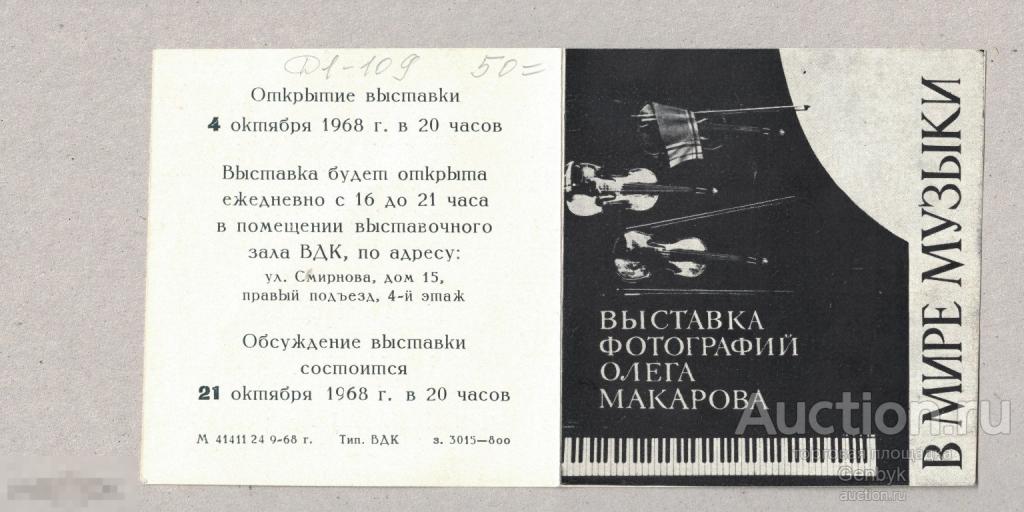 Д1-109 50=
Открытие выставки
4 октября 1968 г. в 20 часов
Выставка будет открыта
ежедневно с 16 до 21 часа
в помещении выставочного
зала ВДК, по адресу:
ул. Смирнова, дом 15,
правый подъезд, 4-й этаж
Обсуждение выставки
состоится
21 октября 1968 г. в 20 часов
М 41411 24 9-68 г. Тип. ВДК з. 3015—800
ВЫСТАВКА
ФОТОГРАФИЙ
ОЛЕГА
МАКАРОВА
В МИРЕ МУЗЫКИ
Auction.ru
торговая площадка
Genbyk
auction.ru